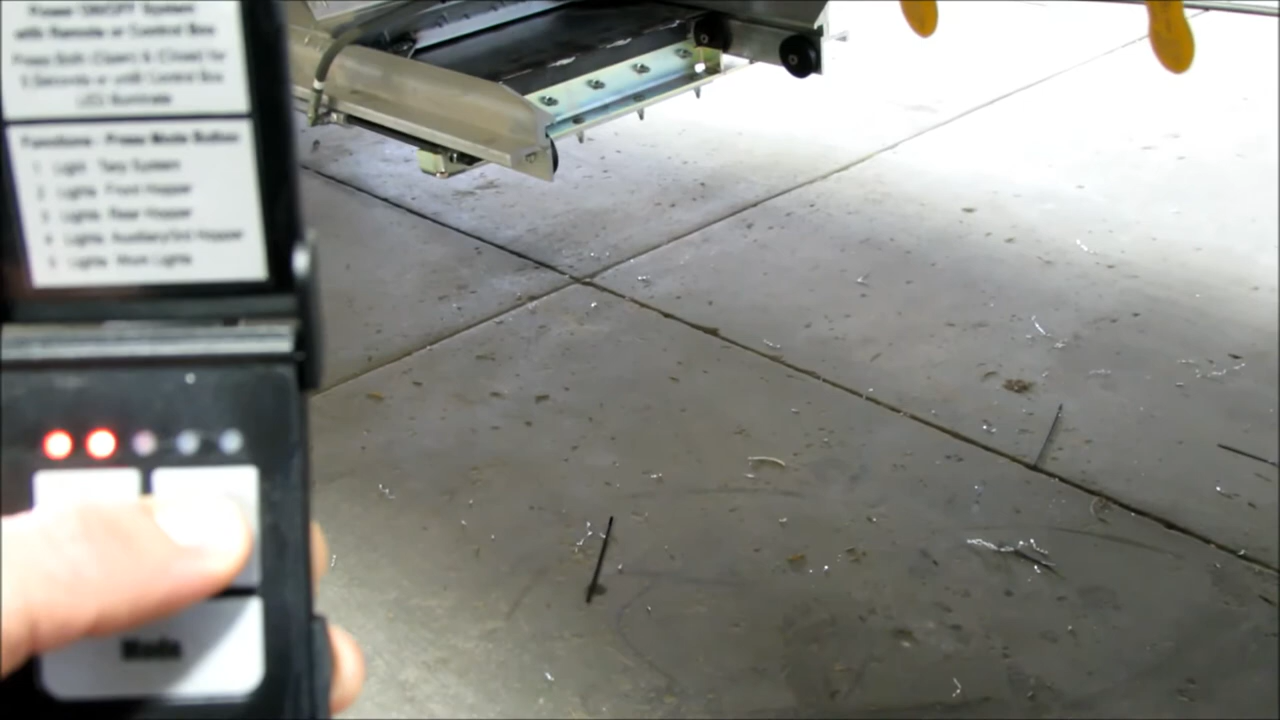 Power ON/OFF System
with Remote or Control Box
Press Both (Open) & (Close) for
5 Seconds or until Control Box
LED Illuminate
Functions - Press Mode Button
1 Light Tarp System
2 Lights Front Hopper
3 Lights Rear Hopper
4 Lights Auxiliary/3rd Hopper
5 Lights Work Lights
Mode